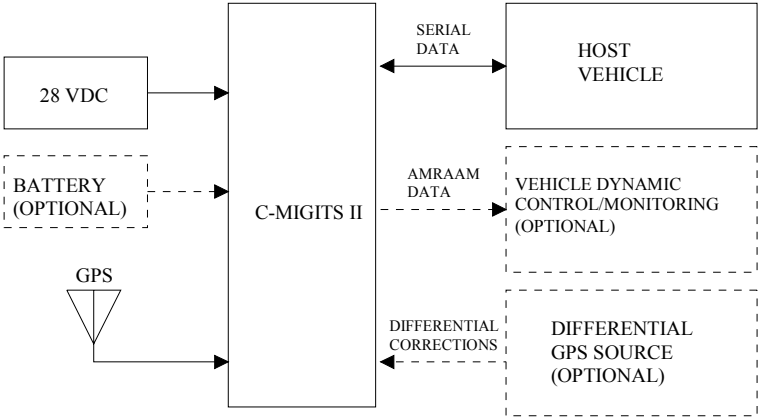 SERIAL
DATA
HOST
VEHICLE
28 VDC
BATTERY
(OPTIONAL)
C-MIGITS II
AMRAAM
DATA
VEHICLE DYNAMIC
CONTROL/MONITORING
(OPTIONAL)
GPS
DIFFERENTIAL
CORRECTIONS
DIFFERENTIAL
GPS SOURCE
(OPTIONAL)